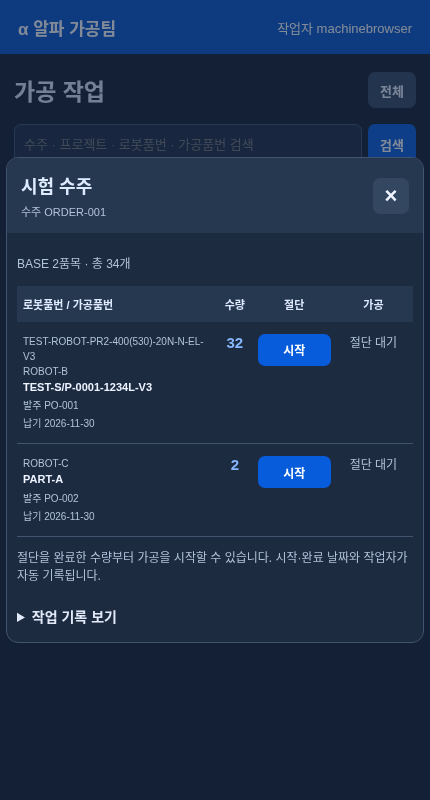 α 알파 가공팀
작업자 machinebrowser
가공 작업
전체
수주 · 프로젝트 · 로봇품번 · 가공품번 검색
검색
시험 수주
수주 ORDER-001
×
BASE 2품목 · 총 34개
로봇품번 / 가공품번 수량 절단 가공
TEST-ROBOT-PR2-400(530)-20N-N-EL-
V3
ROBOT-B
TEST-S/P-0001-1234L-V3
발주 PO-001
납기 2026-11-30
32
시작
절단 대기
ROBOT-C
PART-A
발주 PO-002
납기 2026-11-30
2
시작
절단 대기
절단을 완료한 수량부터 가공을 시작할 수 있습니다. 시작·완료 날짜와 작업자가
자동 기록됩니다.
▶ 작업 기록 보기